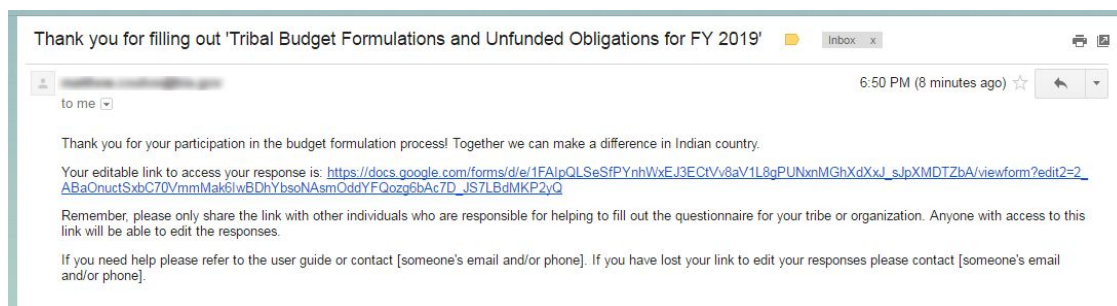 Thank you for filling out 'Tribal Budget Formulations and Unfunded Obligations for FY 2019'
Inbox x
6:50 PM (8 minutes ago)
to me
Thank you for your participation in the budget formulation process! Together we can make a difference in Indian country.
Your editable link to access your response is: https://docs.google.com/forms/d/e/1FAIpQLSeSfPYnhWxEJ3ECtVv8aV1L8gPUNxnMGhXdXxJ_sJpXMDTZbA/viewform?edit2=2_
ABaOnuctSxbC70VmmMak6IwBDhYbsoNAsmOddYFQozg6bAc7D_JS7LBdMKP2yQ
Remember, please only share the link with other individuals who are responsible for helping to fill out the questionnaire for your tribe or organization. Anyone with access to this
link will be able to edit the responses.
If you need help please refer to the user guide or contact [someone's email and/or phone]. If you have lost your link to edit your responses please contact [someone's email
and/or phone].